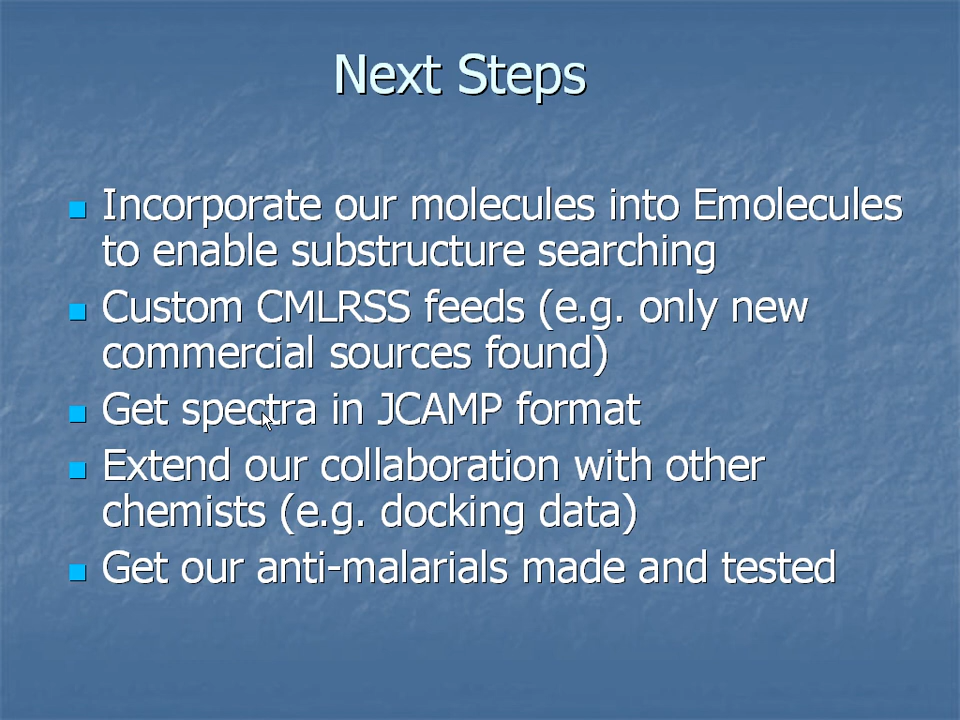 Next Steps
Incorporate our molecules into Emolecules
to enable substructure searching
Custom CMLRSS feeds (e.g. only new
commercial sources found)
Get spectra in JCAMP format
Extend our collaboration with other
chemists (e.g. docking data)
Get our anti-malarials made and tested